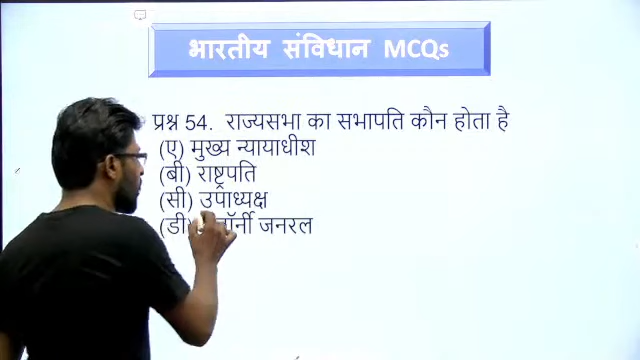 भारतीय संविधान MCQs
प्रश्न 54. राज्यसभा का सभापति कौन होता है
(ए) मुख्य न्यायाधीश
(बी) राष्ट्रपति
(सी) उपाध्यक्ष
(डी) जनरल